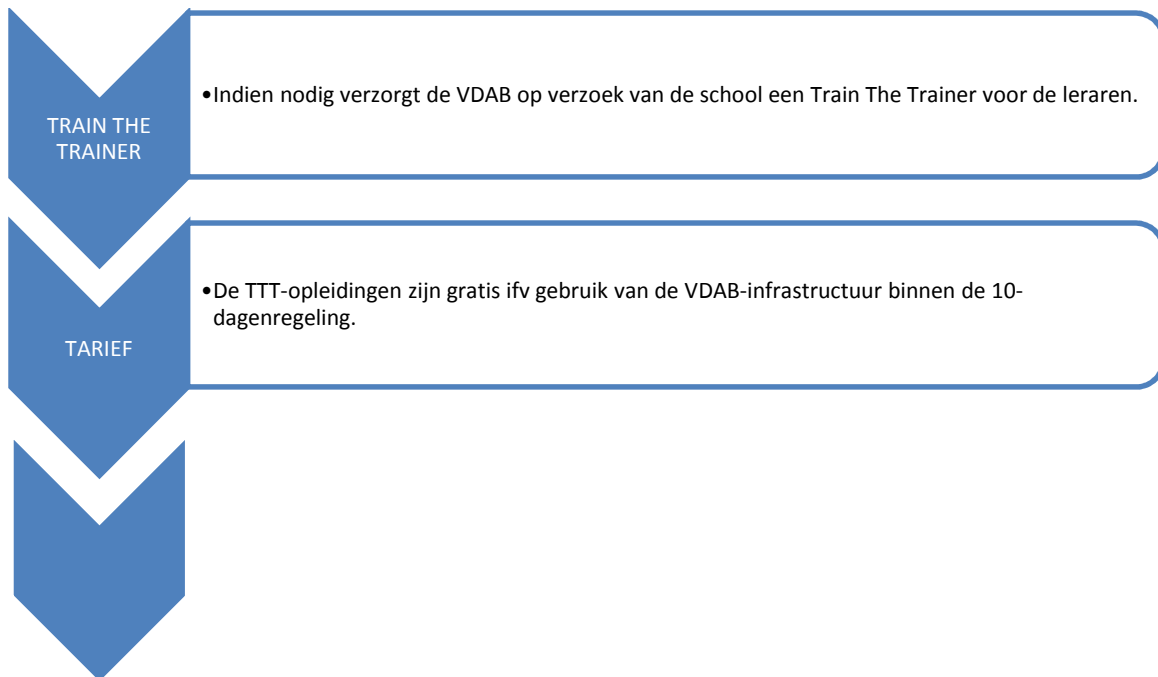 TRAIN THE
TRAINER
•Indien nodig verzorgt de VDAB op verzoek van de school een Train The Trainer voor de leraren.
TARIEF
•De TTT-opleidingen zijn gratis ifv gebruik van de VDAB-infrastructuur binnen de 10-
dagenregeling.